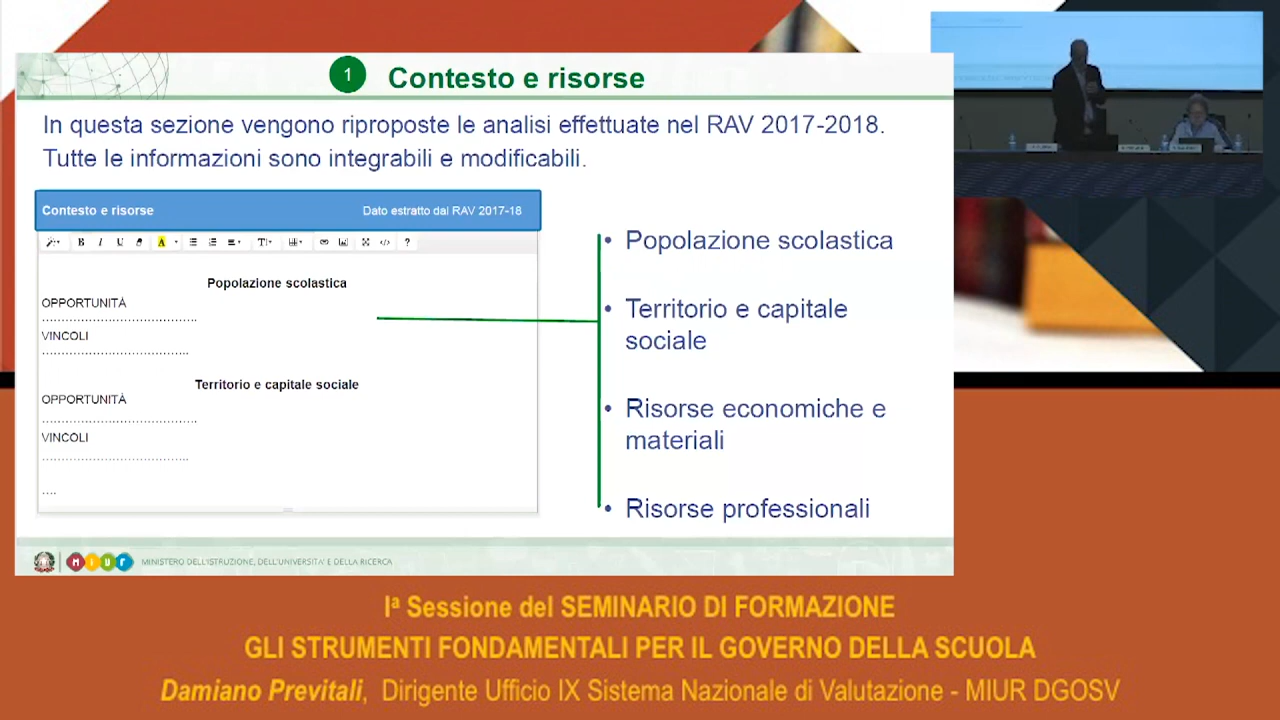 1 Contesto e risorse
In questa sezione vengono riproposte le analisi effettuate nel RAV 2017-2018.
Tutte le informazioni sono integrabili e modificabili.
Contesto e risorse
Dato estratto dal RAV 2017-18
B I U A T ?
Popolazione scolastica
OPPORTUNITÀ
VINCOLI
Territorio e capitale sociale
OPPORTUNITÀ
VINCOLI
....
• Popolazione scolastica
• Territorio e capitale
sociale
• Risorse economiche e
materiali
• Risorse professionali
MIUR
MINISTERO DELL'ISTRUZIONE, DELL'UNIVERSITA' E DELLA RICERCA
Iª Sessione del SEMINARIO DI FORMAZIONE
GLI STRUMENTI FONDAMENTALI PER IL GOVERNO DELLA SCUOLA
Damiano Previtali, Dirigente Ufficio IX Sistema Nazionale di Valutazione - MIUR DGOSV